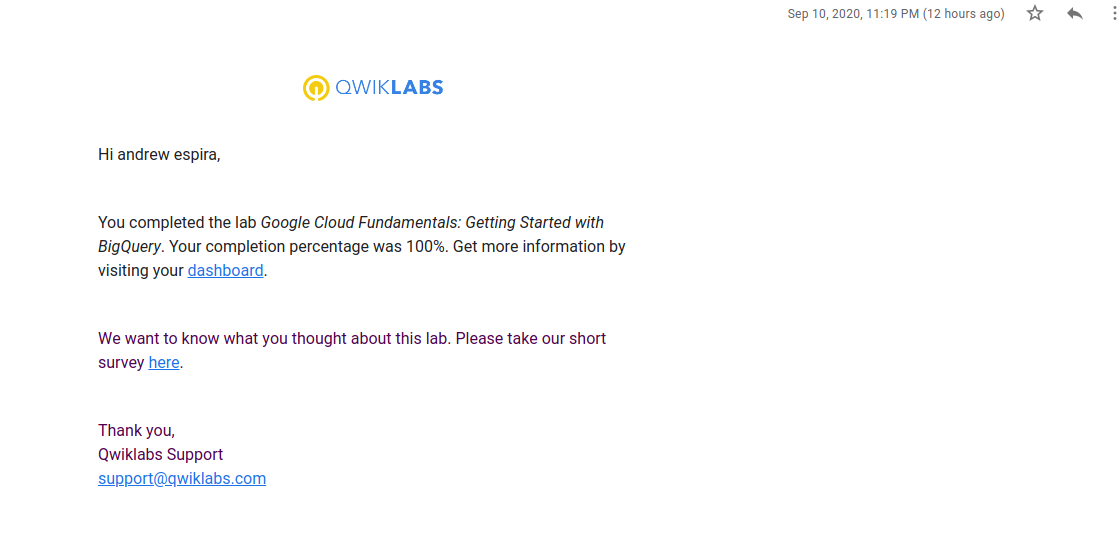 Sep 10, 2020, 11:19 PM (12 hours ago)
QWIKLABS
Hi andrew espira,
You completed the lab Google Cloud Fundamentals: Getting Started with
BigQuery. Your completion percentage was 100%. Get more information by
visiting your dashboard.
We want to know what you thought about this lab. Please take our short
survey here.
Thank you,
Qwiklabs Support
support@qwiklabs.com